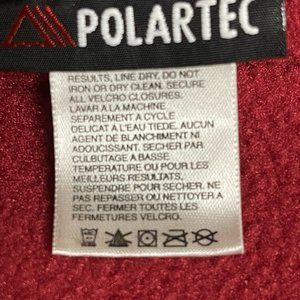 POLARTEC
RESULTS, LINE DRY, DO NOT
IRON OR DRY CLEAN. SECURE
ALL VELCRO CLOSURES.
LAVAR A LA MACHINE
SEPAREMENT A CYCLE
DELICAT A L'EAU TIEDE. AUCUN
AGENT DE BLANCHIMENT NI
ADOUCISSANT. SECHER PAR
CULBUTAGE A BASSE
TEMPERATURE OU POUR LES
MEILLEURS RESULTATS,
SUSPENDRE POUR SECHER. NE
PAS REPASSER OU NETTOYER A
SEC. FERMER TOUTES LES
FERMETURES VELCRO.